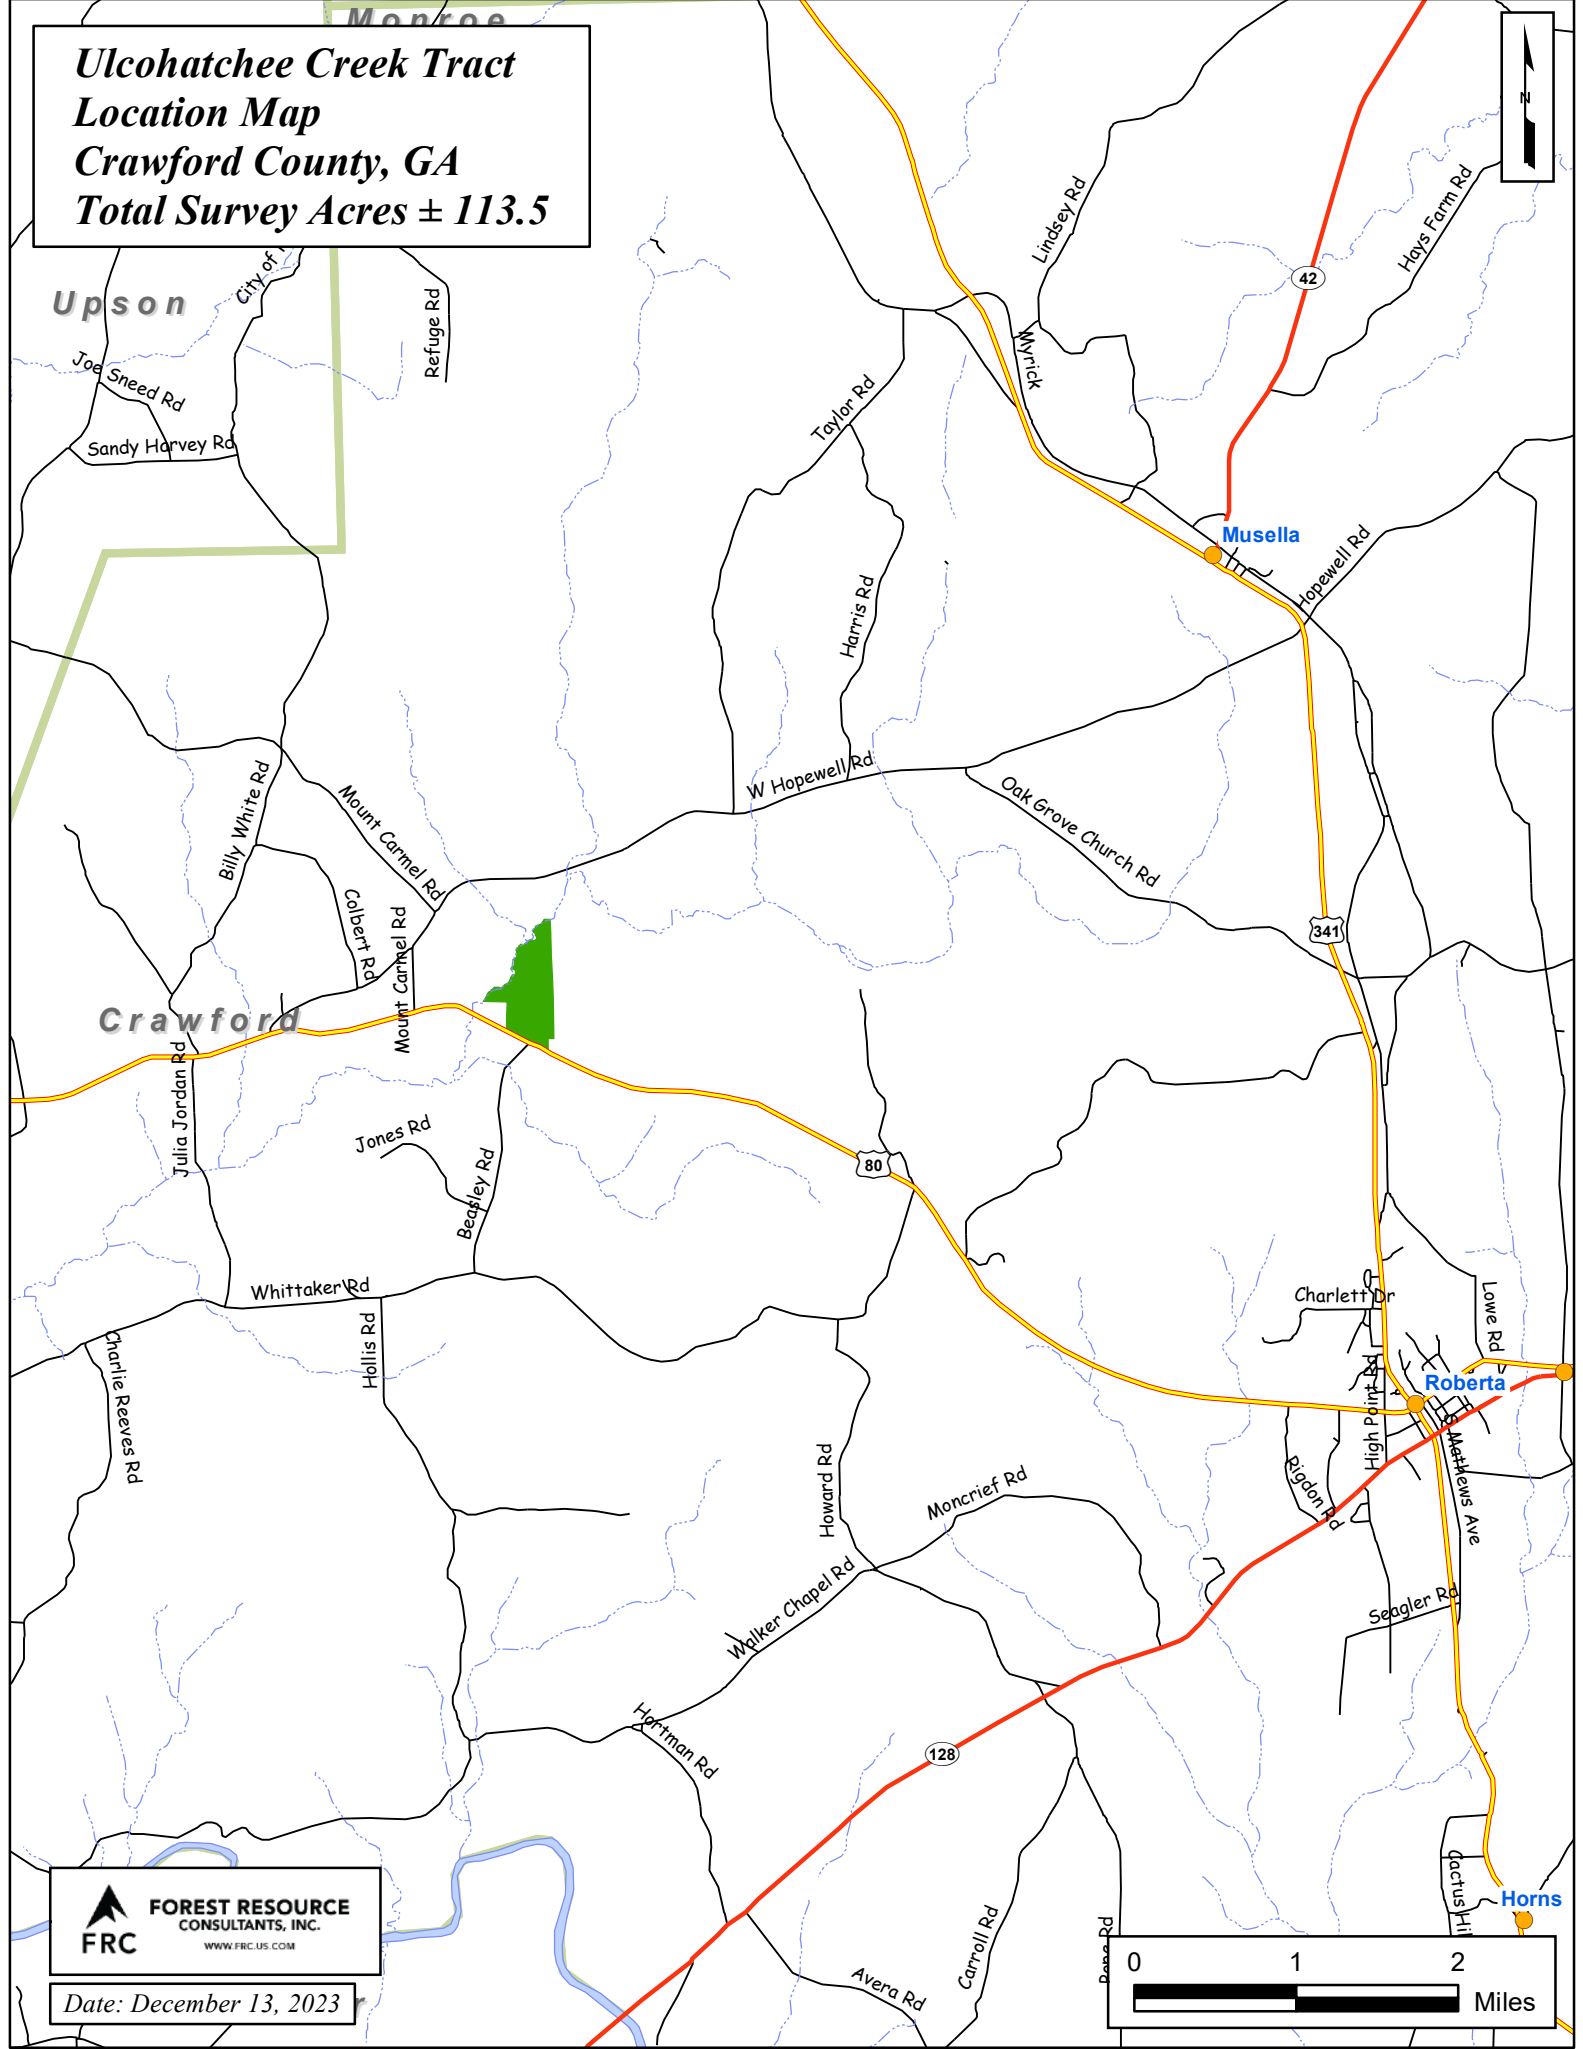 Monroe
Ulcohatchee Creek Tract
Location Map
Crawford County, GA
Total Survey Acres ± 113.5
N
Lindsey Rd
Hays Farm Rd
42
City of
Upson
Refuge Rd
Joe Sneed Rd
Myrick
Taylor Rd
Sandy Harvey Rd
Musella
Hopewell Rd
Harris Rd
W Hopewell Rd
Billy White Rd
Mount Carmel Rd
Oak Grove Church Rd
Colbert Rd
Mount Carmel Rd
341
Crawford
Julia Jordan Rd
Jones Rd
Beasley Rd
80
Whittaker Rd
Charlett Dr
Lowe Rd
Hollis Rd
Charlie Reeves Rd
High Point Rd
Roberta
S Mathews Ave
Howard Rd
Moncrief Rd
Rigdon Rd
Walker Chapel Rd
Seagler Rd
Hortman Rd
128
Cactus Hil
Horns
FRC
FOREST RESOURCE
CONSULTANTS, INC.
WWW.FRC.US.COM
Carroll Rd
Pope Rd
Avera Rd
0 1 2
Miles
Date: December 13, 2023
r